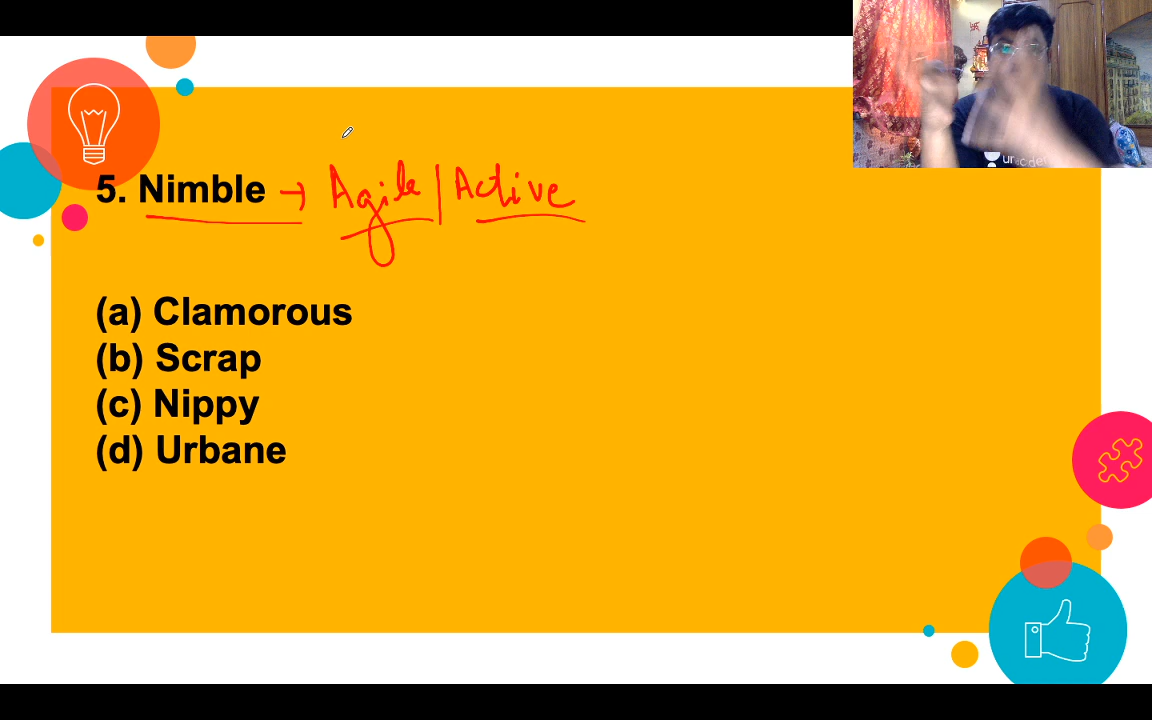 5. Nimble → Agile | Active
(a) Clamorous
(b) Scrap
(c) Nippy
(d) Urbane